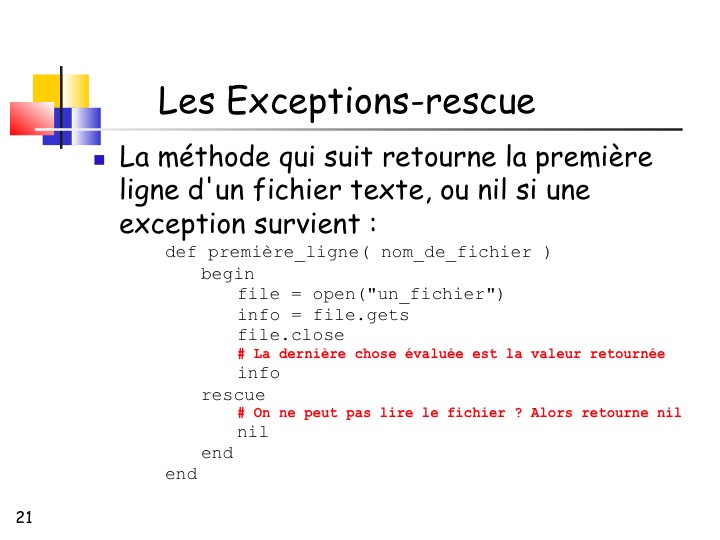 Les Exceptions-rescue
La méthode qui suit retourne la première
ligne d'un fichier texte, ou nil si une
exception survient :
def première_ligne( nom_de_fichier )
begin
file = open("un_fichier")
info = file.gets
file.close
# La dernière chose évaluée est la valeur retournée
info
rescue
# On ne peut pas lire le fichier ? Alors retourne nil
nil
end
end
21